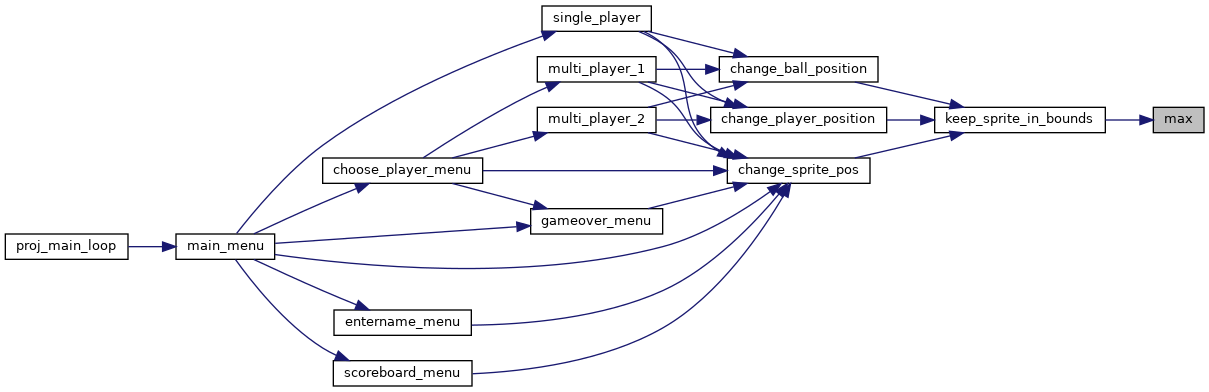 single_player
multi_player_1
change_ball_position
multi_player_2
change_player_position
keep_sprite_in_bounds
max
choose_player_menu
change_sprite_pos
gameover_menu
proj_main_loop
main_menu
entername_menu
scoreboard_menu